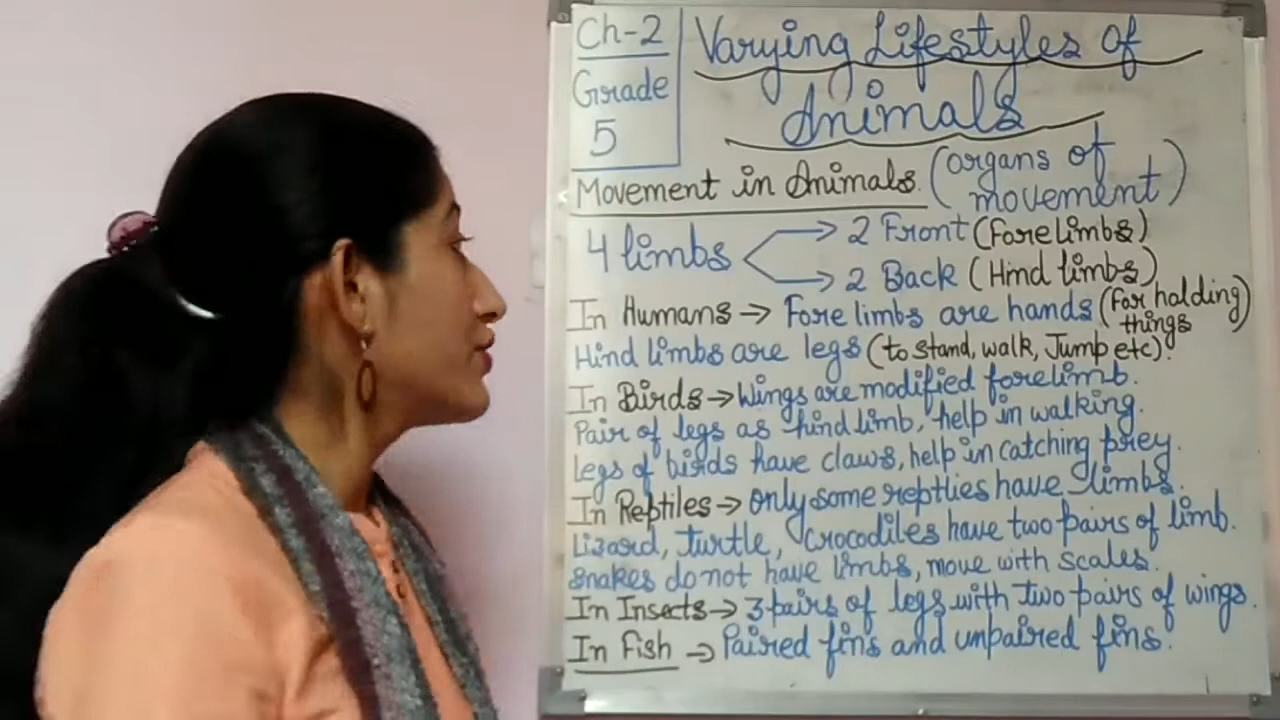 Ch-2
Grade
5
Varying Lifestyles of
Animals
Movement in Animals. (organs of
movement)
4 limbs → 2 Front (Forelimbs)
→ 2 Back (Hind limbs)
In Humans → Fore limbs are hands (for holding
things)
Hind limbs are legs (to stand, walk, Jump etc).
In Birds → Wings are modified forelimb.
Pair of legs as hind limb, help in walking.
Legs of birds have claws, help in catching prey.
In Reptiles → only some reptlies have limbs.
Lizard, turtle, Crocodiles have two pairs of limb.
Snakes do not have limbs, move with scales.
In Insects → 3 pairs of legs with two pairs of wings.
In Fish → Paired fins and unpaired fins.